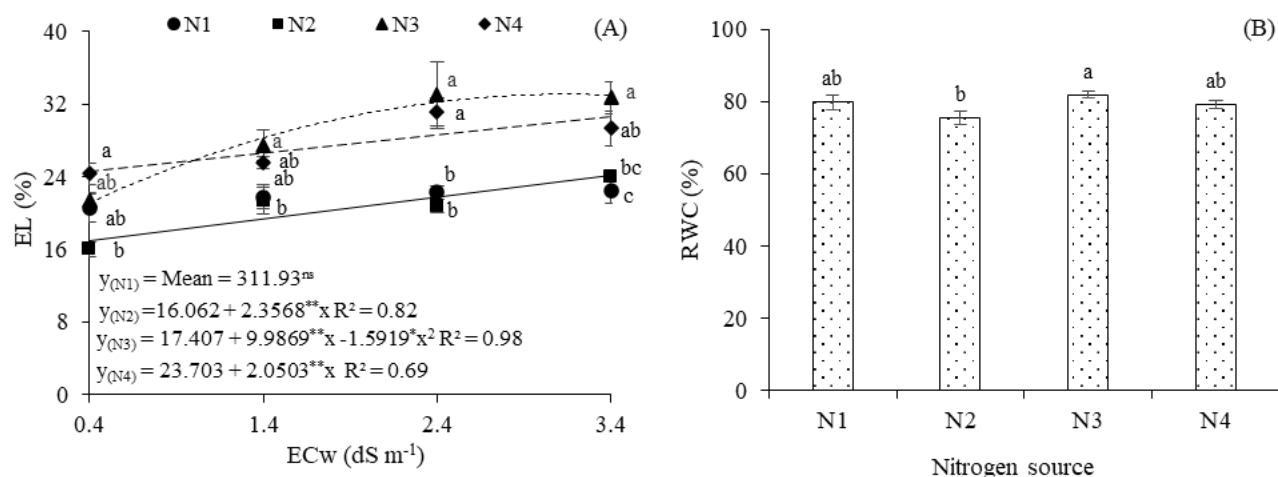 N1 N2 N3 N4 (A)
40
32
24
16
8
0
EL (%)
a
a
a
a
ab
ab
a
ab
ab
ab
b
bc
b
b
c
b
y(N1) = Mean = 311.93ns
y(N2) =16.062 + 2.3568**x R² = 0.82
y(N3) = 17.407 + 9.9869**x -1.5919*x2 R² = 0.98
y(N4) = 23.703 + 2.0503**x R² = 0.69
0.4 1.4 2.4 3.4
ECw (dS m-1)
(B)
100
80
60
40
20
0
RWC (%)
ab b a ab
N1 N2 N3 N4
Nitrogen source